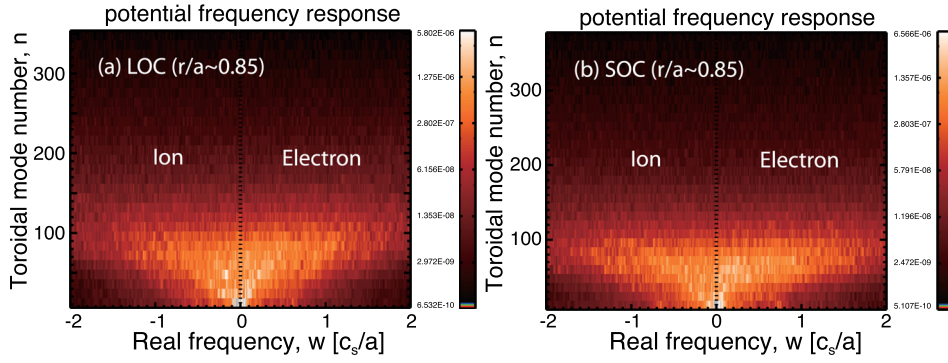 potential frequency response
5.802E-06
1.275E-06
2.802E-07
6.156E-08
1.353E-08
2.972E-09
6.532E-10
Toroidal mode number, n
300
200
100
(a) LOC (r/a~0.85)
Ion
Electron
-2
-1
0
1
2
Real frequency, w [c_s/a]
potential frequency response
6.566E-06
1.357E-06
2.803E-07
5.791E-08
1.196E-08
2.472E-09
5.107E-10
Toroidal mode number, n
300
200
100
(b) SOC (r/a~0.85)
Ion
Electron
-2
-1
0
1
2
Real frequency, w [c_s/a]